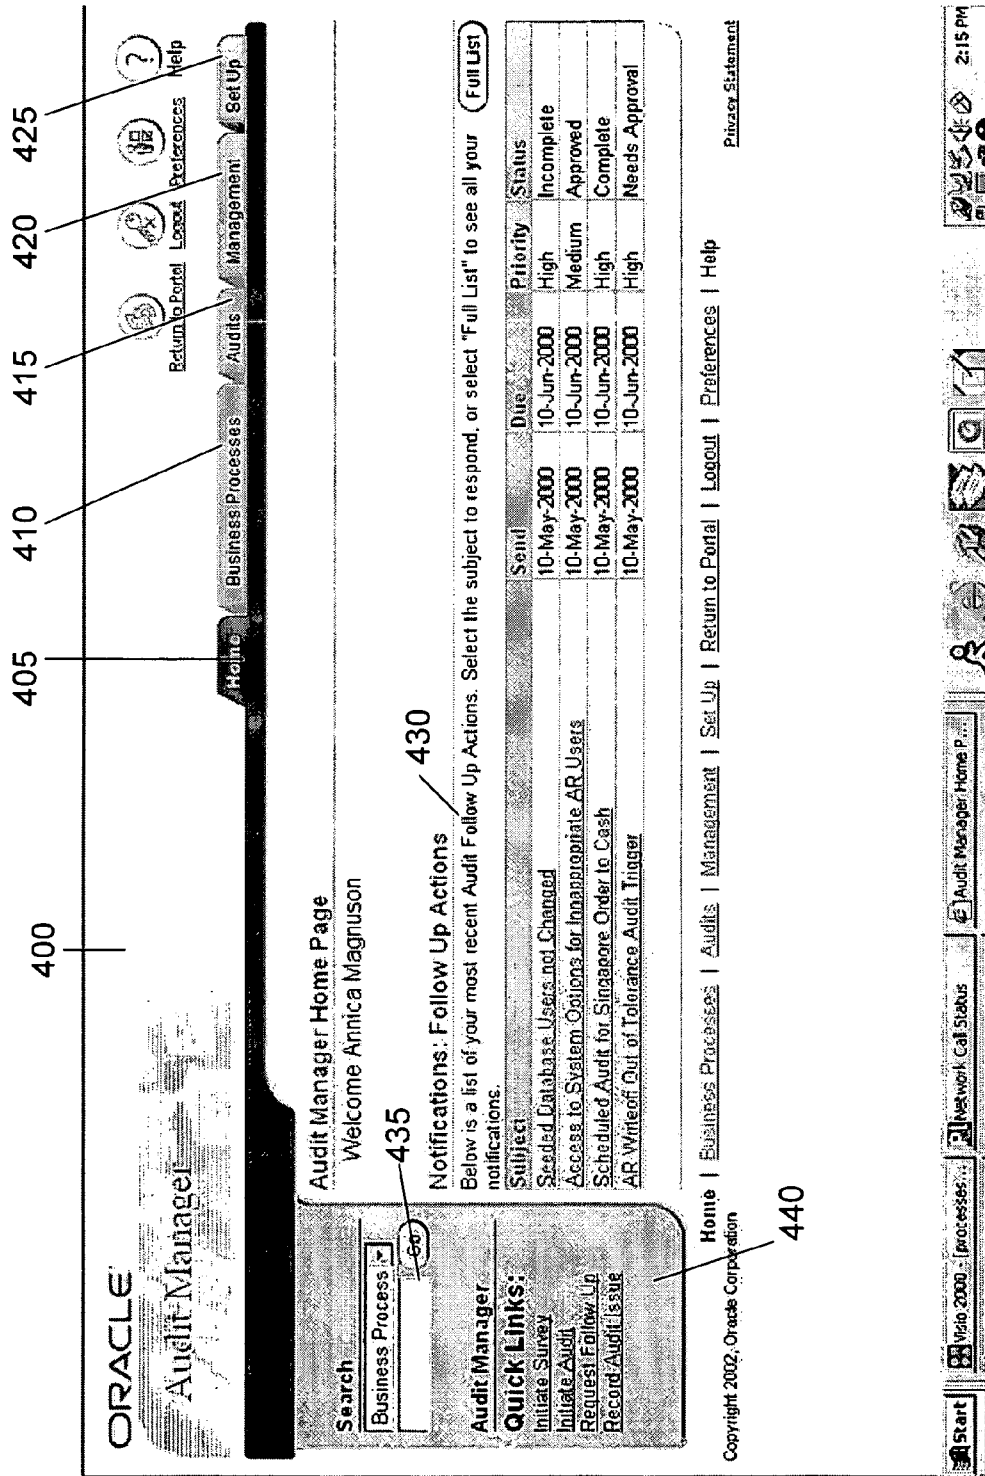 400
405
410
415
420
425
ORACLE
Audit Manager
Return to Portal
Logout
Preferences
?
Help
Home
Business Processes
Audits
Management
Set Up
Search
Business Process
Go
435
Audit Manager
Quick Links:
Initiate Survey
Initiate Audit
Request Follow Up
Record Audit Issue
440
Audit Manager Home Page
Welcome Annica Magnuson
430
Notifications: Follow Up Actions
Below is a list of your most recent Audit Follow Up Actions. Select the subject to respond, or select "Full List" to see all your
notifications.
Full List
Subject Send Due Priority Status
Seeded Database Users not Changed 10-May-2000 10-Jun-2000 High Incomplete
Access to System Options for Innappropriate AR Users 10-May-2000 10-Jun-2000 Medium Approved
Scheduled Audit for Singapore Order to Cash 10-May-2000 10-Jun-2000 High Complete
AR Writeoff Out of Tolerance Audit Trigger 10-May-2000 10-Jun-2000 High Needs Approval
Home | Business Processes | Audits | Management | Set Up | Return to Portal | Logout | Preferences | Help
Copyright 2002, Oracle Corporation
Privacy Statement
Start
Visio 2000 - [processes...
Network Call Status
Audit Manager Home P...
2:15 PM